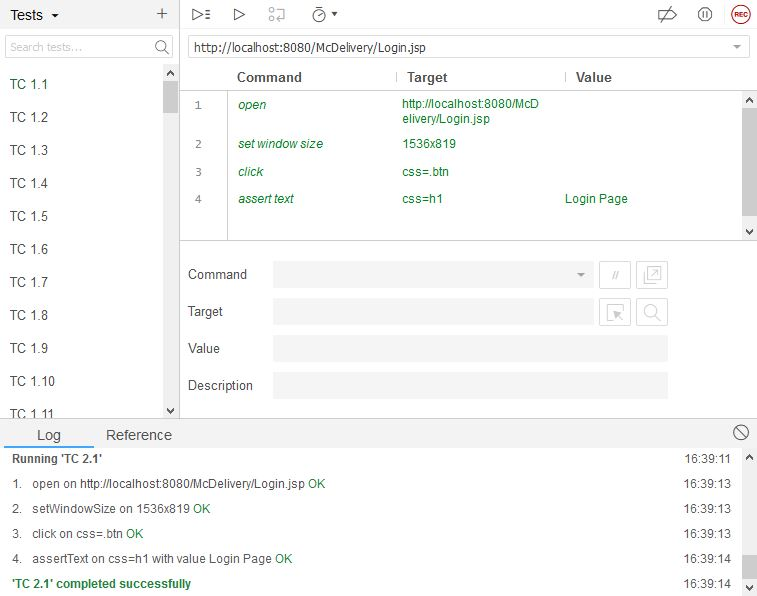 Tests
REC
Search tests...
http://localhost:8080/McDelivery/Login.jsp
Command Target Value
TC 1.1
TC 1.2
TC 1.3
TC 1.4
TC 1.5
TC 1.6
TC 1.7
TC 1.8
TC 1.9
TC 1.10
TC 1.11
1 open http://localhost:8080/McD
elivery/Login.jsp
2 set window size 1536x819
3 click css=.btn
4 assert text css=h1 Login Page
Command //
Target
Value
Description
Log Reference
Running 'TC 2.1' 16:39:11
1. open on http://localhost:8080/McDelivery/Login.jsp OK 16:39:13
2. setWindowSize on 1536x819 OK 16:39:13
3. click on css=.btn OK 16:39:13
4. assertText on css=h1 with value Login Page OK 16:39:14
'TC 2.1' completed successfully 16:39:14